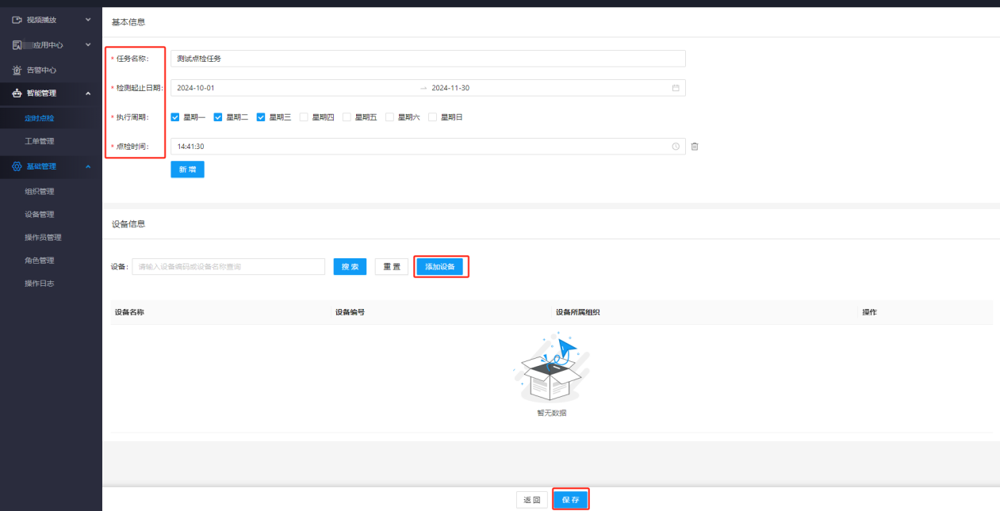 视频播放
应用中心
告警中心
智能管理
定时点检
工单管理
基础管理
组织管理
设备管理
操作员管理
角色管理
操作日志
基本信息
* 任务名称: 测试点检任务
* 检测起止日期: 2024-10-01 → 2024-11-30
* 执行周期: 星期一 星期二 星期三 星期四 星期五 星期六 星期日
* 点检时间: 14:41:30
新 增
设备信息
设备: 请输入设备编码或设备名称查询 搜 索 重 置 添加设备
设备名称 设备编号 设备所属组织 操作
暂无数据
返 回 保 存